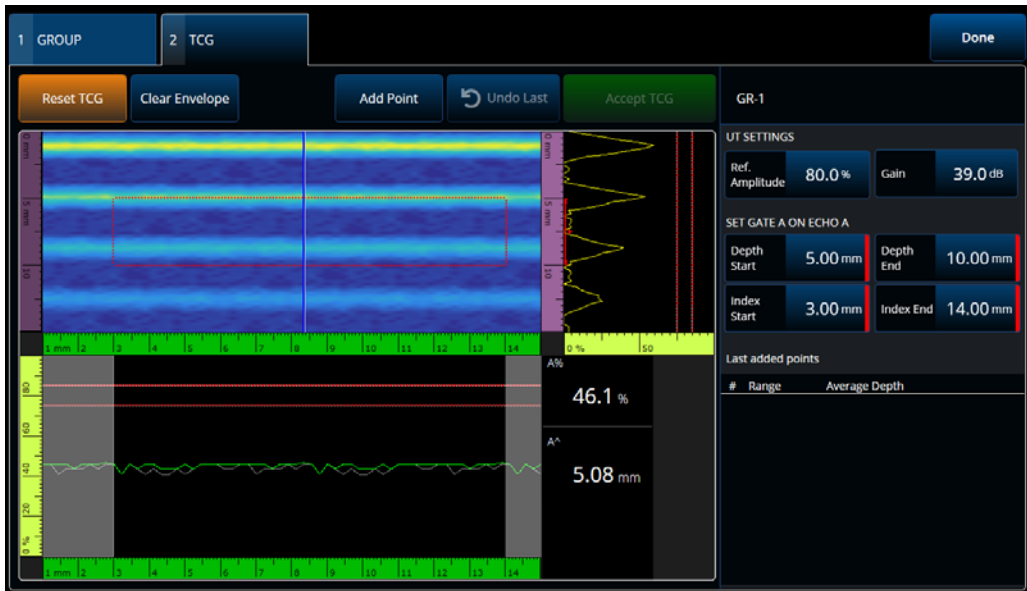 1 GROUP
2 TCG
Done
Reset TCG
Clear Envelope
Add Point
Undo Last
Accept TCG
GR-1
UT SETTINGS
Ref. Amplitude 80.0 %
Gain 39.0 dB
SET GATE A ON ECHO A
Depth Start 5.00 mm
Depth End 10.00 mm
Index Start 3.00 mm
Index End 14.00 mm
Last added points
# Range Average Depth
0 mm
5 mm
10
0 mm
5 mm
10
1 mm 2 3 4 5 6 7 8 9 10 11 12 13 14
0 % 50
80
60
40
20
0 %
A%
46.1 %
A^
5.08 mm
1 mm 2 3 4 5 6 7 8 9 10 11 12 13 14